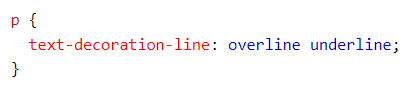 p {
  text-decoration-line: overline underline;
}